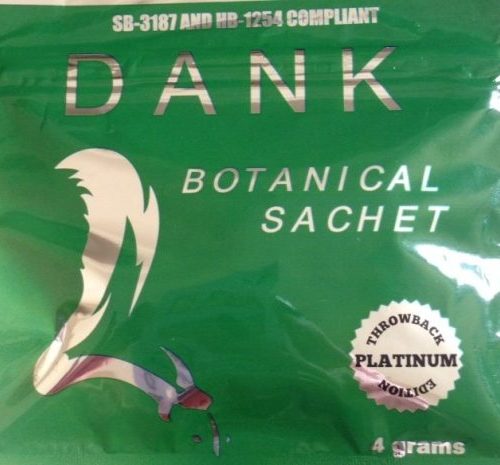 SB-3187 AND HB-1254 COMPLIANT
DANK
BOTANICAL
SACHET
THROWBACK
PLATINUM
EDITION
4 grams